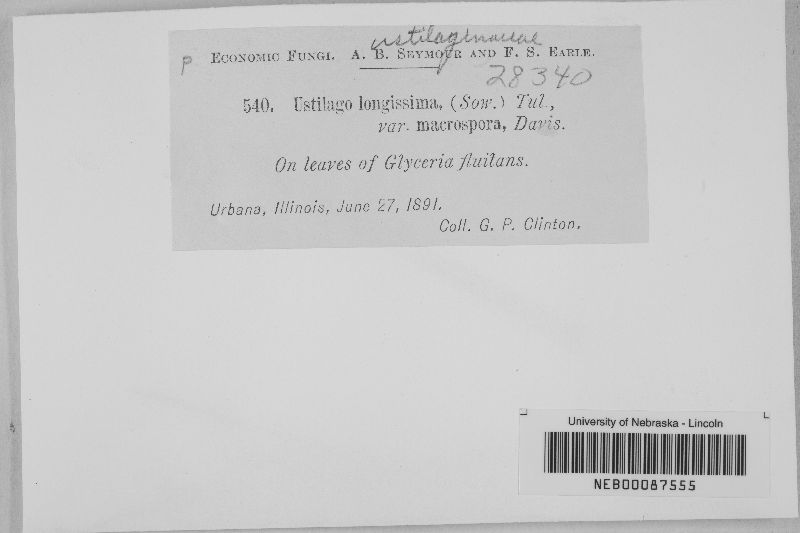 ustilaginaceae
P ECONOMIC FUNGI. A. B. SEYMOUR AND F. S. EARLE.
28340
540. Ustilago longissima, (Sow.) Tul.,
var. macrospora, Davis.
On leaves of Glyceria fluitans.
Urbana, Illinois, June 27, 1891.
Coll. G. P. Clinton.
University of Nebraska - Lincoln
NEB00087555